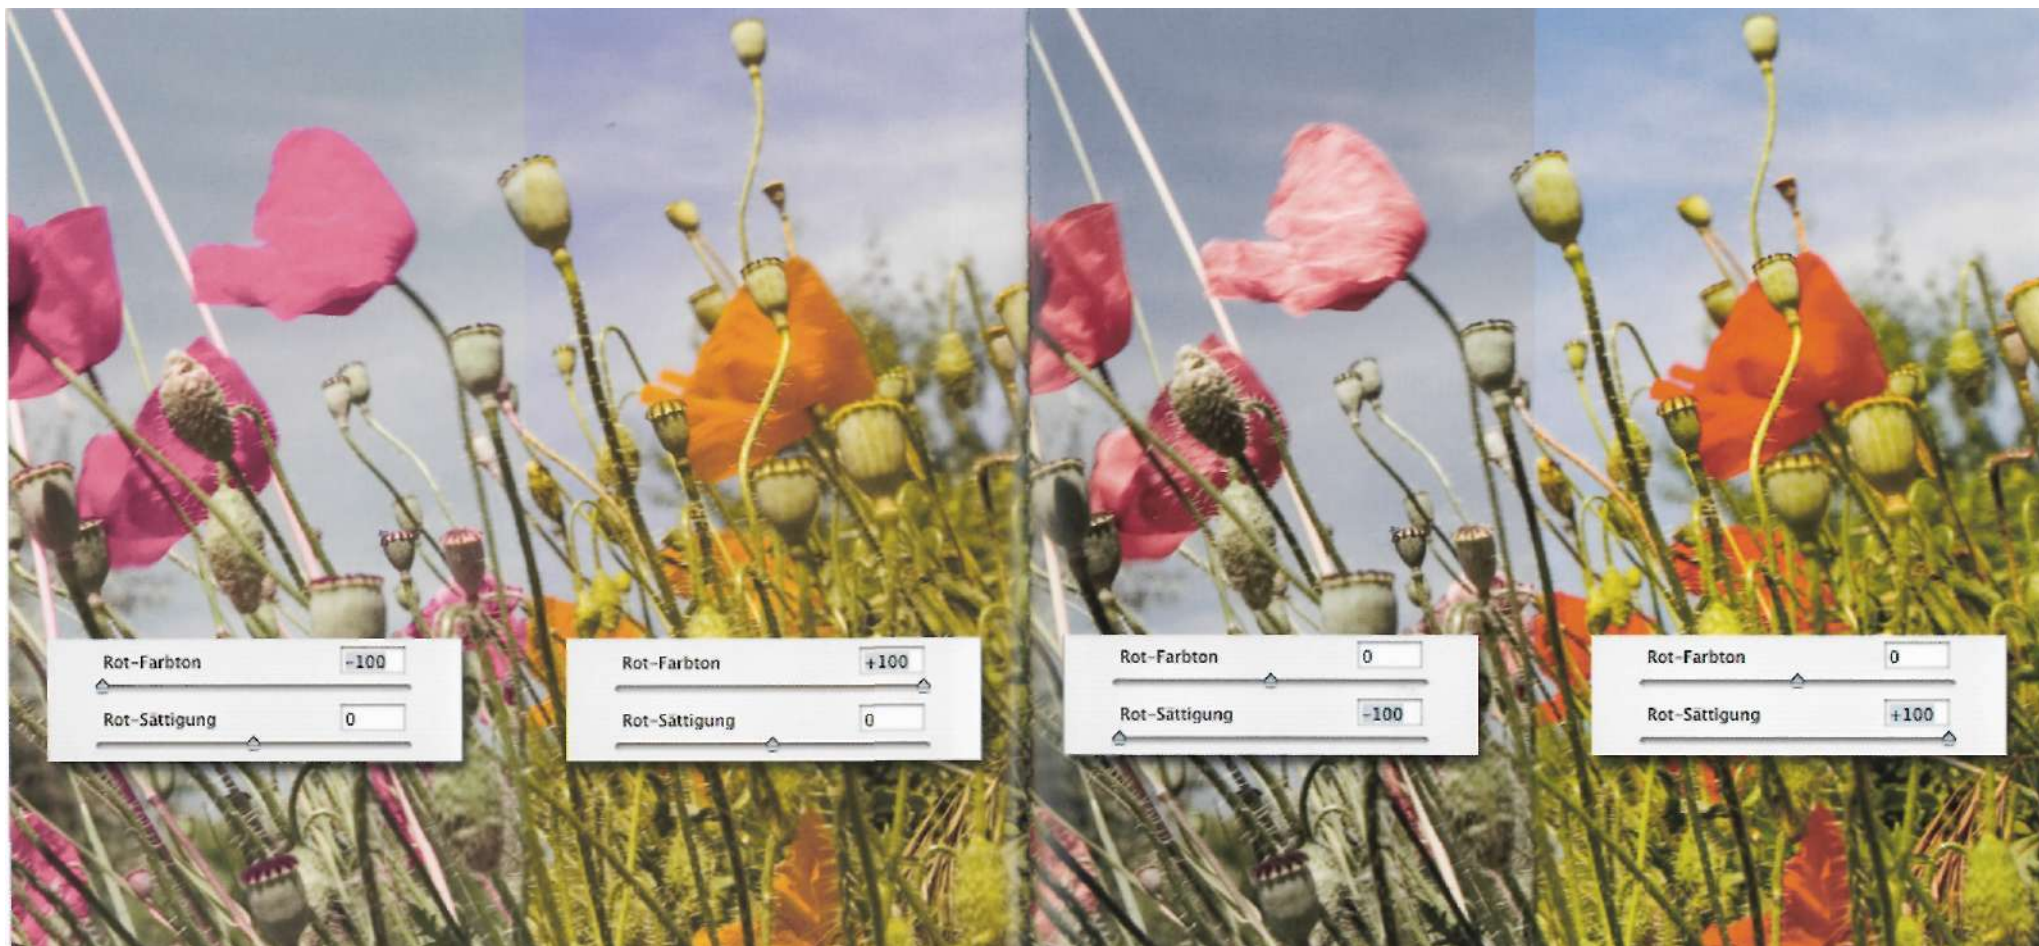 Rot-Farbton -100
Rot-Sättigung 0
Rot-Farbton +100
Rot-Sättigung 0
Rot-Farbton 0
Rot-Sättigung -100
Rot-Farbton 0
Rot-Sättigung +100